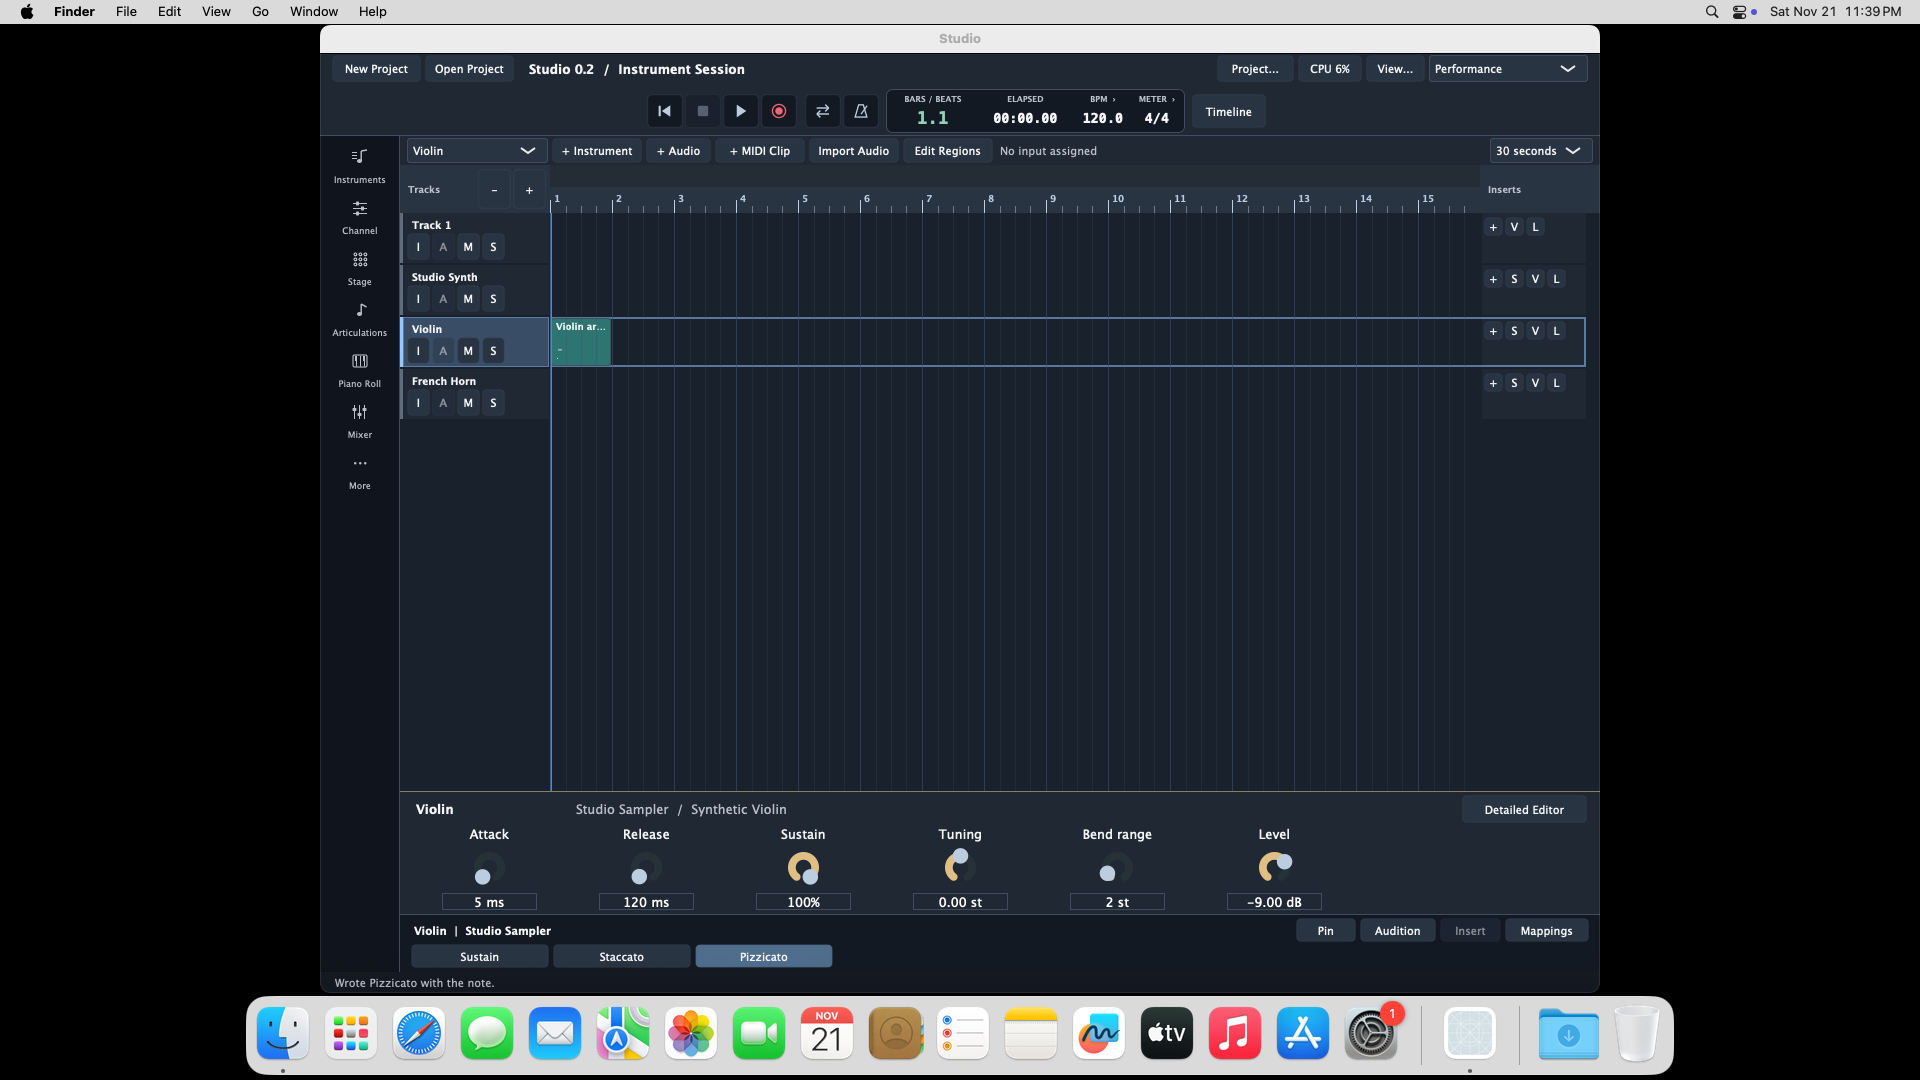 Finder File Edit View Go Window Help Sat Nov 21 11:39 PM
Studio
New Project Open Project Studio 0.2 / Instrument Session Project... CPU 6% View... Performance
BARS / BEATS ELAPSED BPM › METER ›
1.1 00:00.00 120.0 4/4 Timeline
Violin + Instrument + Audio + MIDI Clip Import Audio Edit Regions No input assigned 30 seconds
Instruments
Tracks - + Inserts
1 2 3 4 5 6 7 8 9 10 11 12 13 14 15
Track 1
I A M S + V L
Channel
Studio Synth
I A M S + S V L
Stage
Violin Violin ar...
I A M S + S V L
Articulations
French Horn
I A M S + S V L
Piano Roll
Mixer
More
Violin Studio Sampler / Synthetic Violin Detailed Editor
Attack Release Sustain Tuning Bend range Level
5 ms 120 ms 100% 0.00 st 2 st -9.00 dB
Violin | Studio Sampler Pin Audition Insert Mappings
Sustain Staccato Pizzicato
Wrote Pizzicato with the note.
NOV
21
tv
1